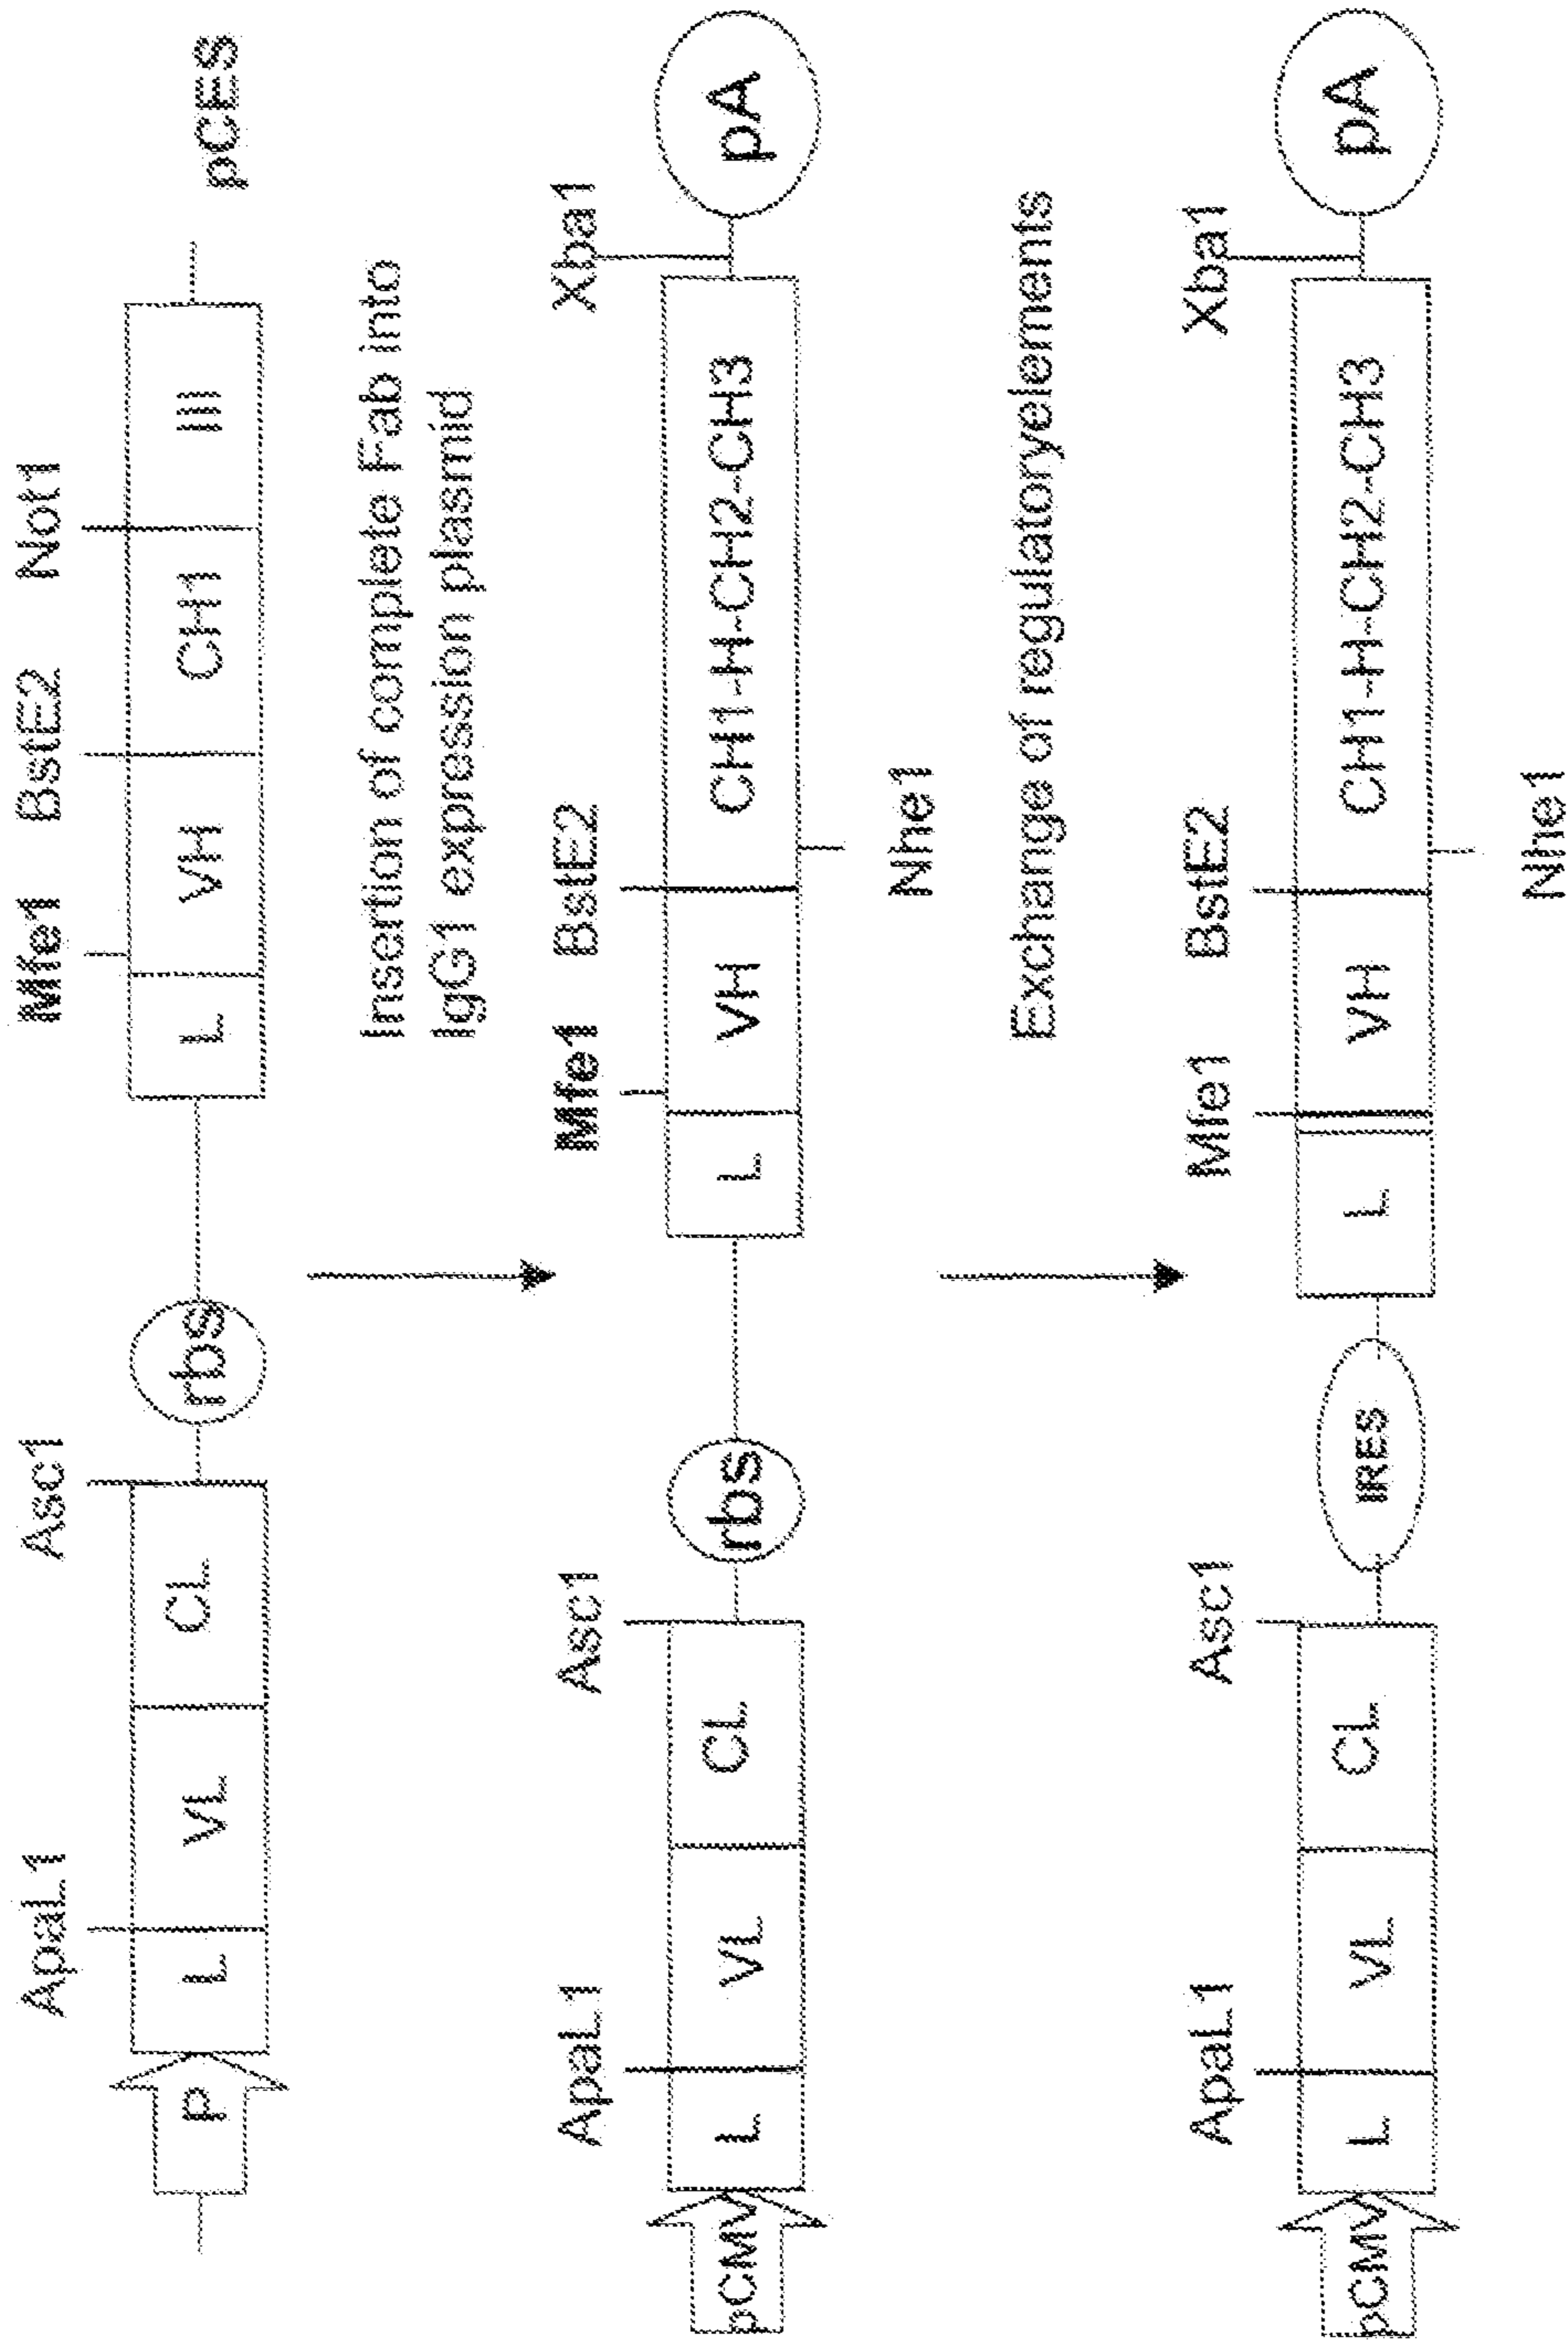 ApaL1 Asc1 Mfe1 BstE2 Not1
P L VL CL rbs L VH CH1 III pCES
Insertion of complete Fab into
IgG1 expression plasmid
ApaL1 Asc1 Mfe1 BstE2 Xba1
pCMV L VL CL rbs L VH CH1-H-CH2-CH3 pA
Nhe1
Exchange of regulatoryelements
ApaL1 Asc1 Mfe1 BstE2 Xba1
pCMV L VL CL IRES L VH CH1-H-CH2-CH3 pA
Nhe1